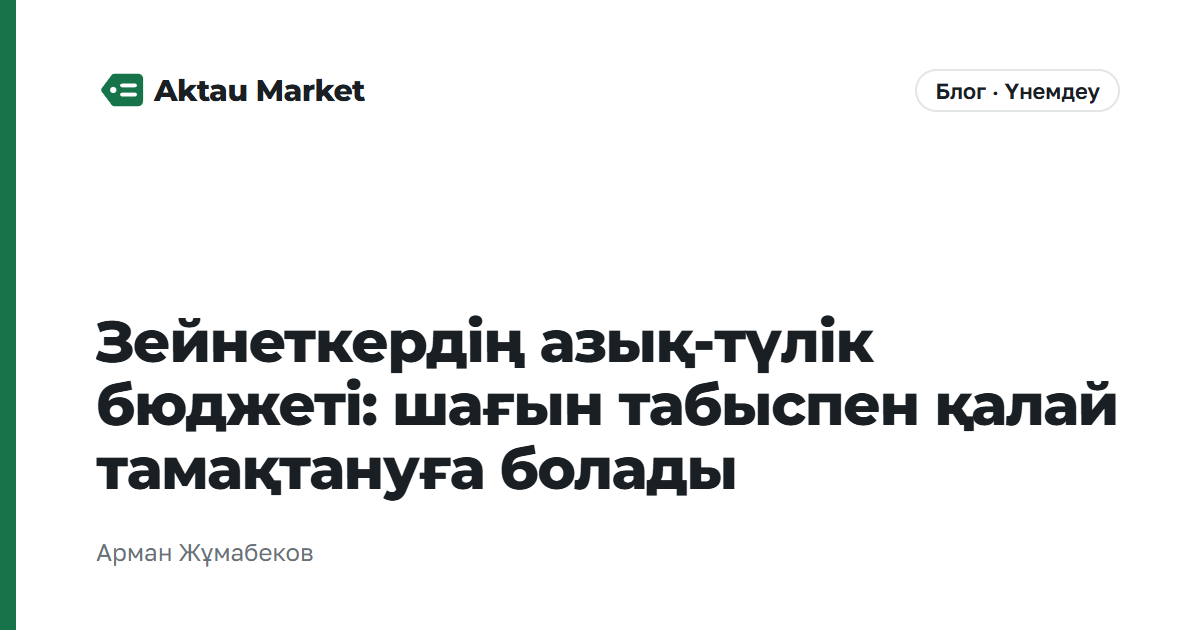 Aktau Market
Блог · Үнемдеу
Зейнеткердің азық-түлік
бюджеті: шағын табыспен қалай
тамақтануға болады
Арман Жұмабеков